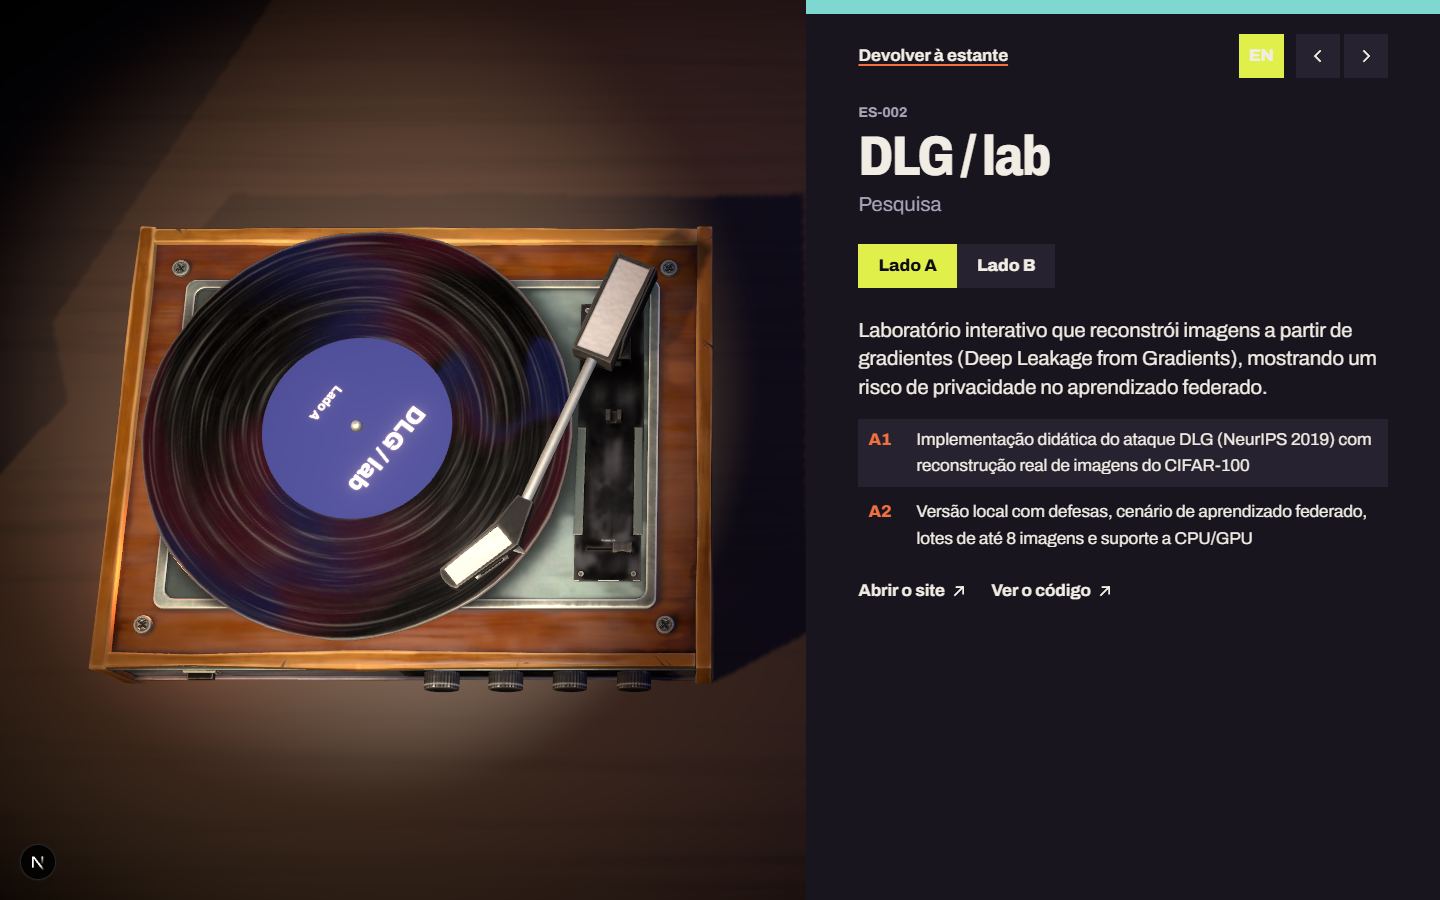 Devolver à estante
EN
ES-002
DLG / lab
Pesquisa
Lado A
Lado B
Laboratório interativo que reconstrói imagens a partir de
gradientes (Deep Leakage from Gradients), mostrando um
risco de privacidade no aprendizado federado.
A1 Implementação didática do ataque DLG (NeurIPS 2019) com
reconstrução real de imagens do CIFAR-100
A2 Versão local com defesas, cenário de aprendizado federado,
lotes de até 8 imagens e suporte a CPU/GPU
Abrir o site
Ver o código
Lado A
DLG / lab
N